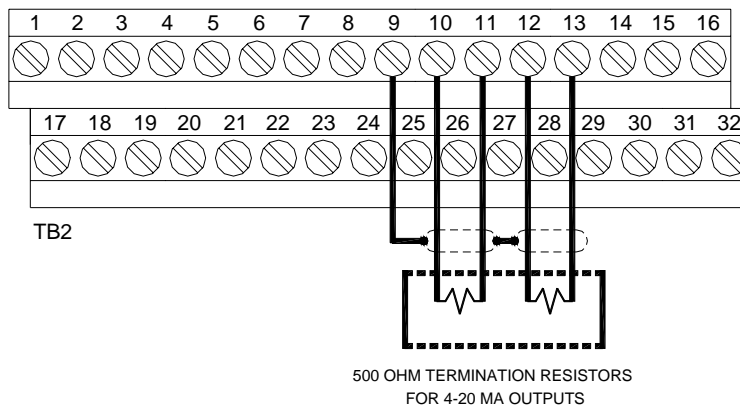 1 2 3 4 5 6 7 8 9 10 11 12 13 14 15 16
17 18 19 20 21 22 23 24 25 26 27 28 29 30 31 32
TB2
500 OHM TERMINATION RESISTORS
FOR 4-20 MA OUTPUTS